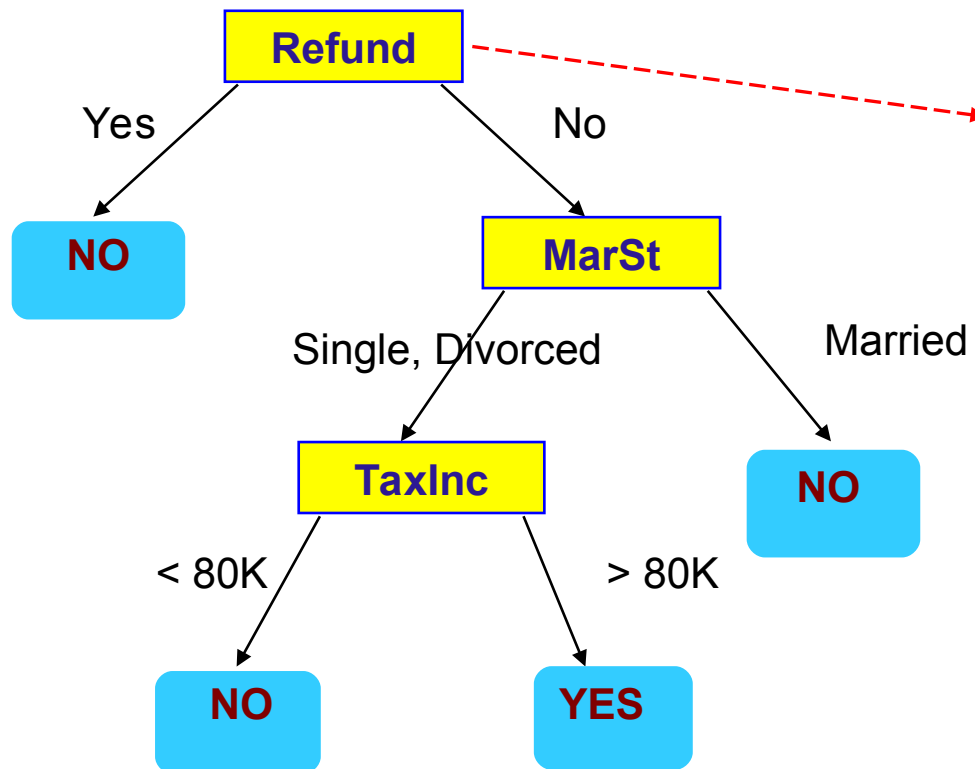 Refund
Yes
No
NO
MarSt
Single, Divorced
Married
TaxInc
NO
< 80K
> 80K
NO
YES